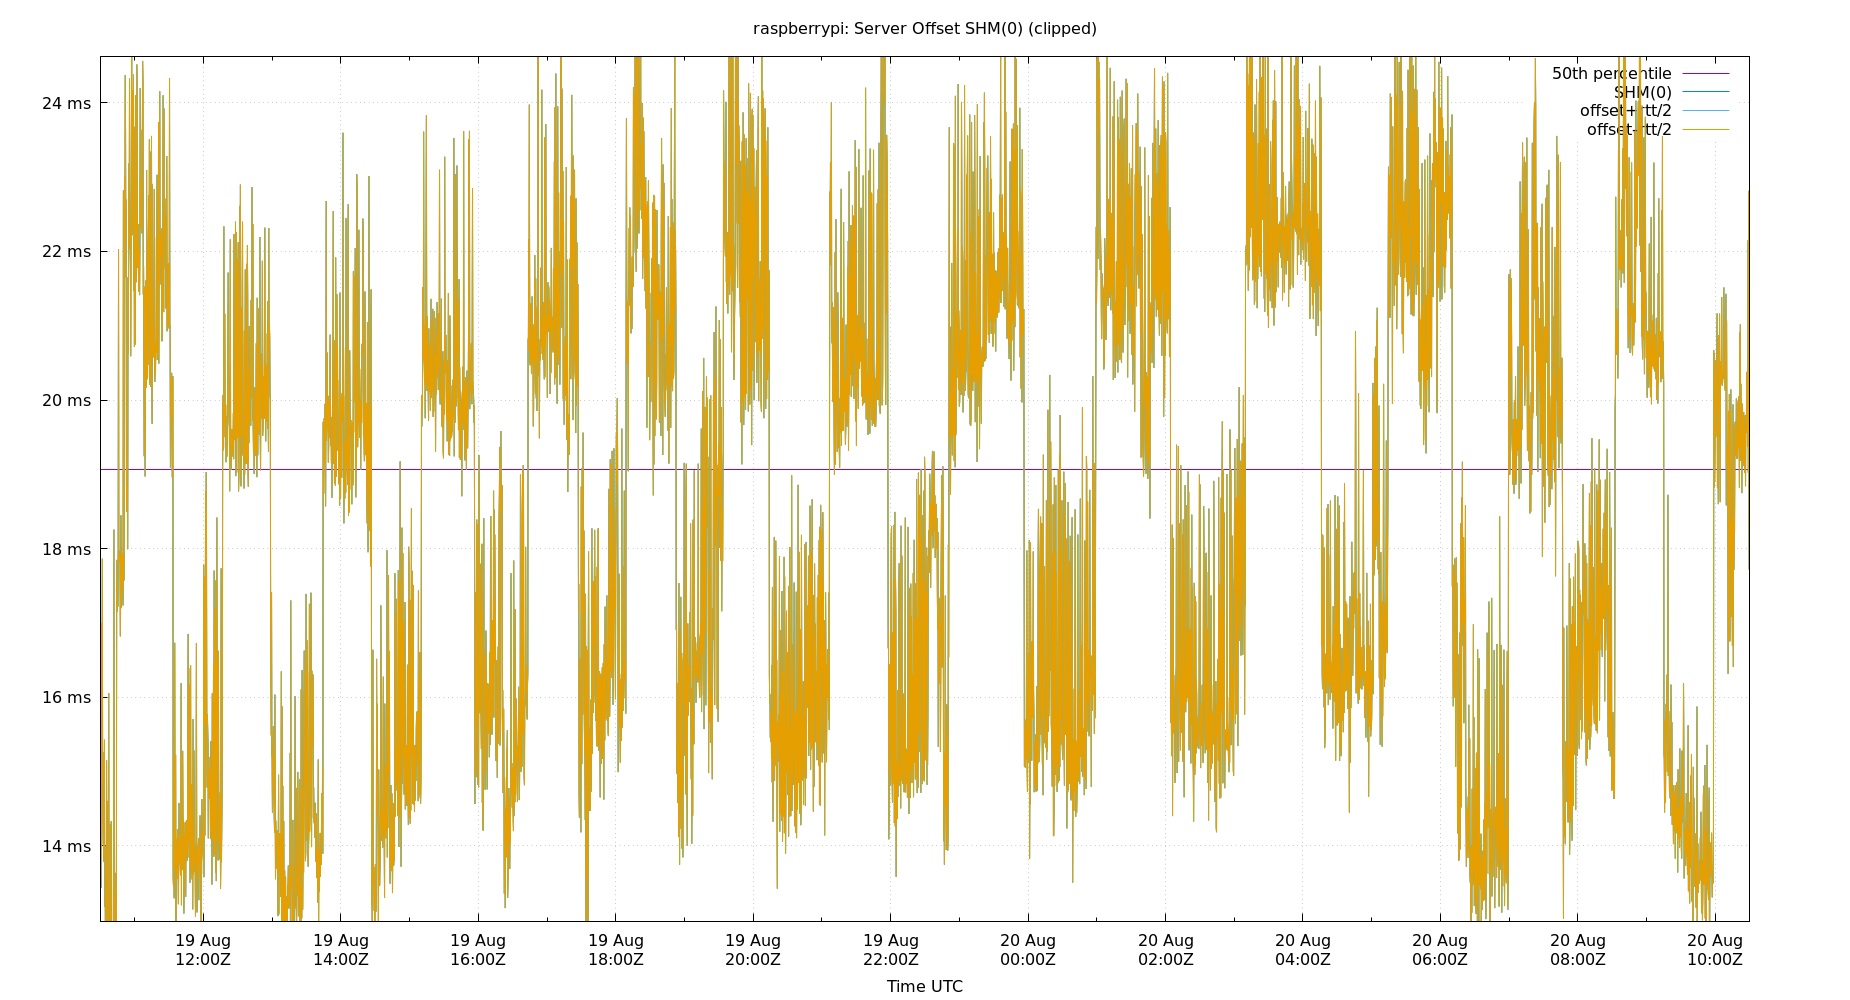 raspberrypi: Server Offset SHM(0) (clipped)
50th percentile
SHM(0)
offset+rtt/2
offset-rtt/2
24 ms
22 ms
20 ms
18 ms
16 ms
14 ms
19 Aug 19 Aug 19 Aug 19 Aug 19 Aug 19 Aug 20 Aug 20 Aug 20 Aug 20 Aug 20 Aug 20 Aug
12:00Z 14:00Z 16:00Z 18:00Z 20:00Z 22:00Z 00:00Z 02:00Z 04:00Z 06:00Z 08:00Z 10:00Z
Time UTC